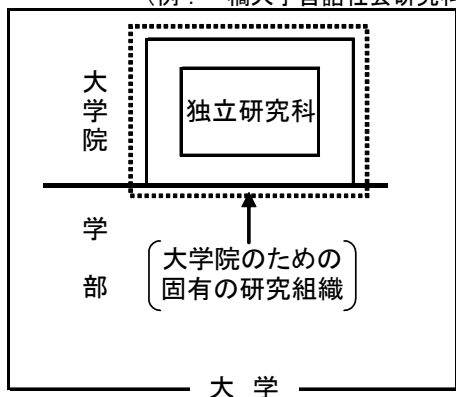 大学院
独立研究科
学部
大学院のための
固有の研究組織
大 学